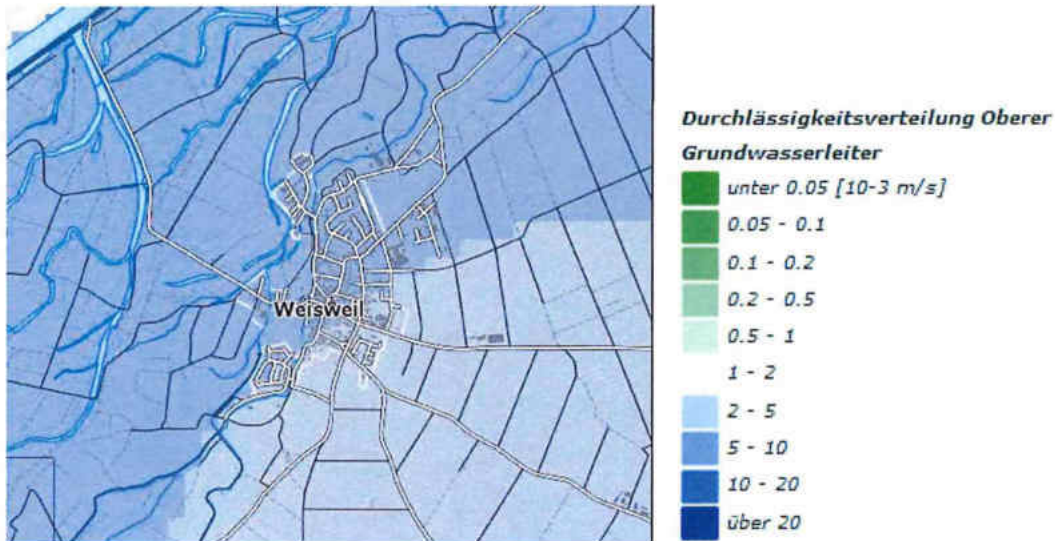 Weisweil
Durchlässigkeitsverteilung Oberer
Grundwasserleiter
unter 0.05 [10-3 m/s]
0.05 - 0.1
0.1 - 0.2
0.2 - 0.5
0.5 - 1
1 - 2
2 - 5
5 - 10
10 - 20
über 20